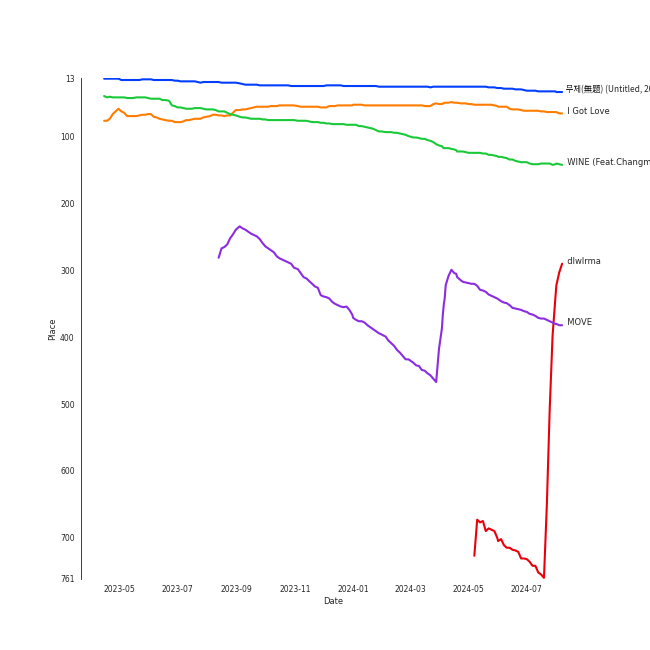 13
100
200
300
400
500
600
700
761
Place
2023-05
2023-07
2023-09
2023-11
2024-01
2024-03
2024-05
2024-07
Date
무제(無題) (Untitled, 20
I Got Love
WINE (Feat.Changm
dlwlrma
MOVE